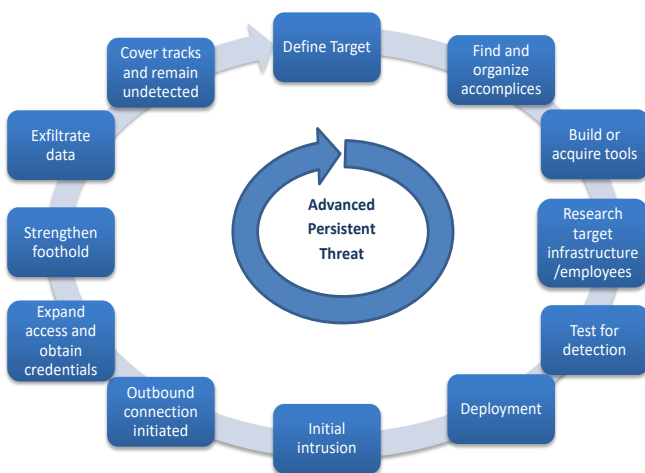 Define Target
Find and
organize
accomplices
Build or
acquire tools
Research
target
infrastructure
/employees
Test for
detection
Deployment
Initial
intrusion
Outbound
connection
initiated
Expand
access and
obtain
credentials
Strengthen
foothold
Exfiltrate
data
Cover tracks
and remain
undetected
Advanced
Persistent
Threat